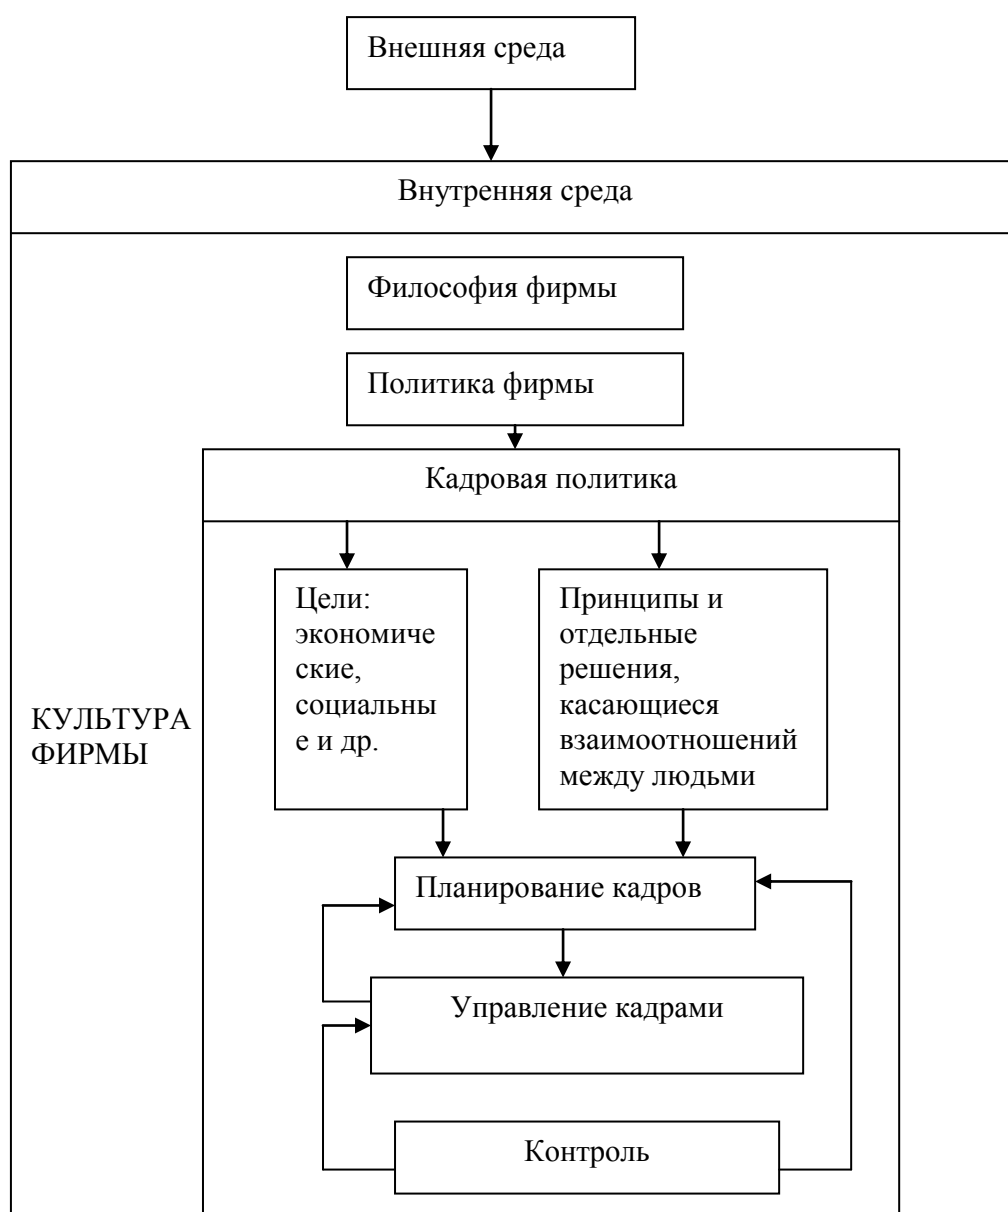 Внешняя среда
Внутренняя среда
Философия фирмы
Политика фирмы
Кадровая политика
Цели:
экономиче
ские,
социальны
е и др.
Принципы и
отдельные
решения,
касающиеся
взаимоотношений
между людьми
КУЛЬТУРА
ФИРМЫ
Планирование кадров
Управление кадрами
Контроль